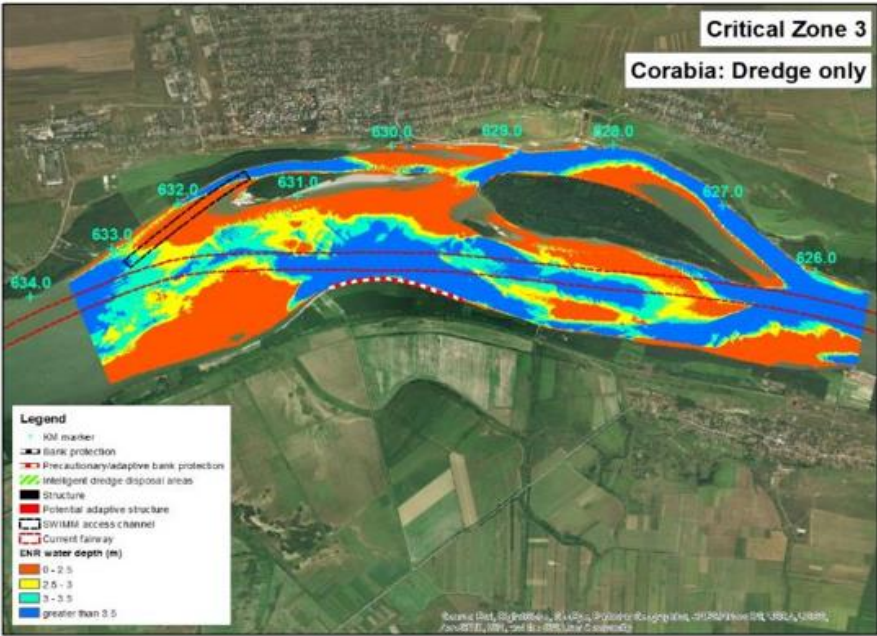 Critical Zone 3
Corabia: Dredge only
630.0
629.0
628.0
632.0
631.0
627.0
633.0
626.0
634.0
Legend
KM marker
Bank protection
Precautionary/adaptive bank protection
Intelligent dredge disposal areas
Structure
Potential adaptive structure
SWIMM access channel
Current fairway
ENR water depth (m)
0 - 2.5
2.5 - 3
3 - 3.5
greater than 3.5